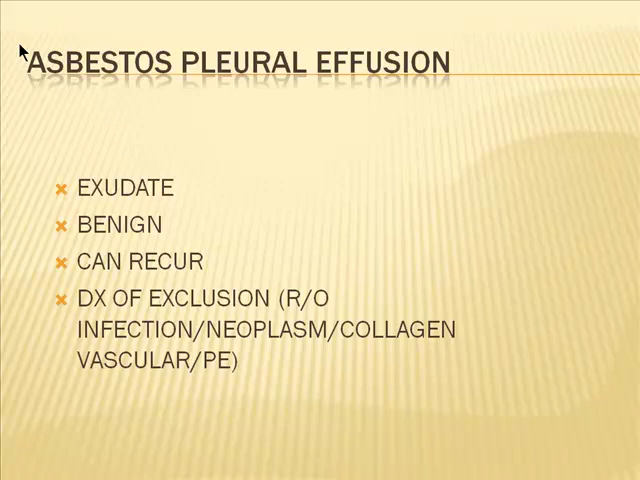 ASBESTOS PLEURAL EFFUSION
EXUDATE
BENIGN
CAN RECUR
DX OF EXCLUSION (R/O
INFECTION/NEOPLASM/COLLAGEN
VASCULAR/PE)